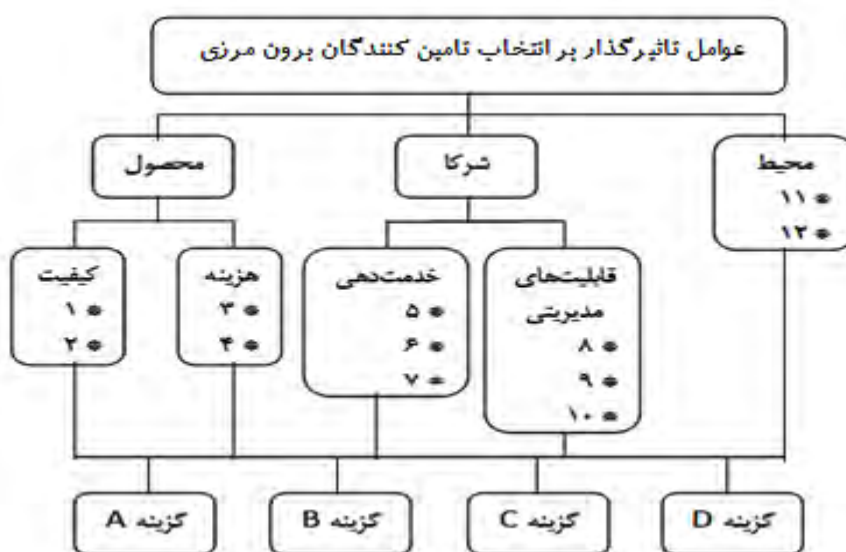 عوامل تاثیرگذار بر انتخاب تامین کنندگان برون مرزی
محیط
* ۱۱
* ۱۲
شرکا
محصول
قابلیت‌های
مدیریتی
* ۸
* ۹
* ۱۰
خدمت‌دهی
* ۵
* ۶
* ۷
هزینه
* ۳
* ۴
کیفیت
* ۱
* ۲
گزینه D
گزینه C
گزینه B
گزینه A